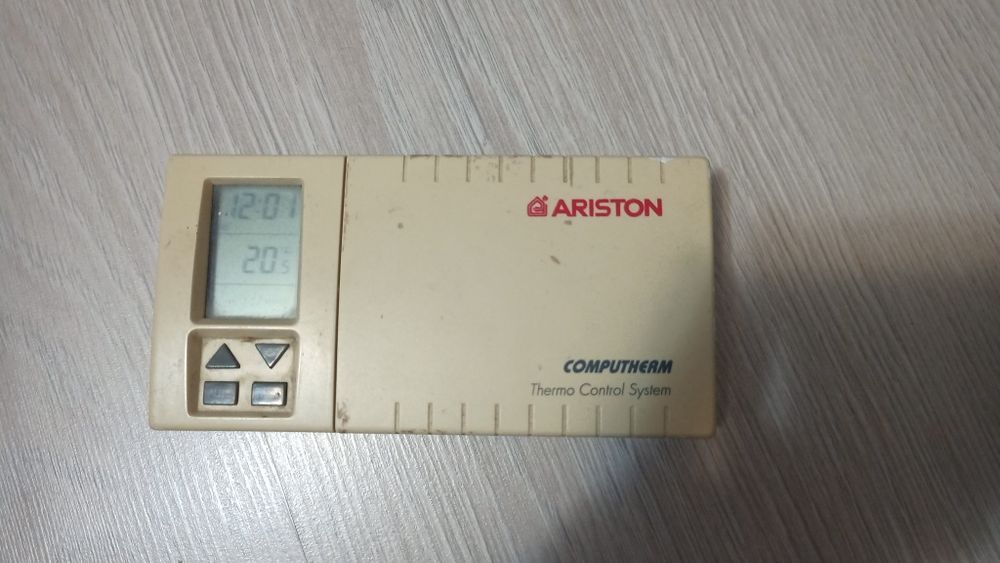 12:01
20.5 °C
ARISTON
COMPUTHERM
Thermo Control System